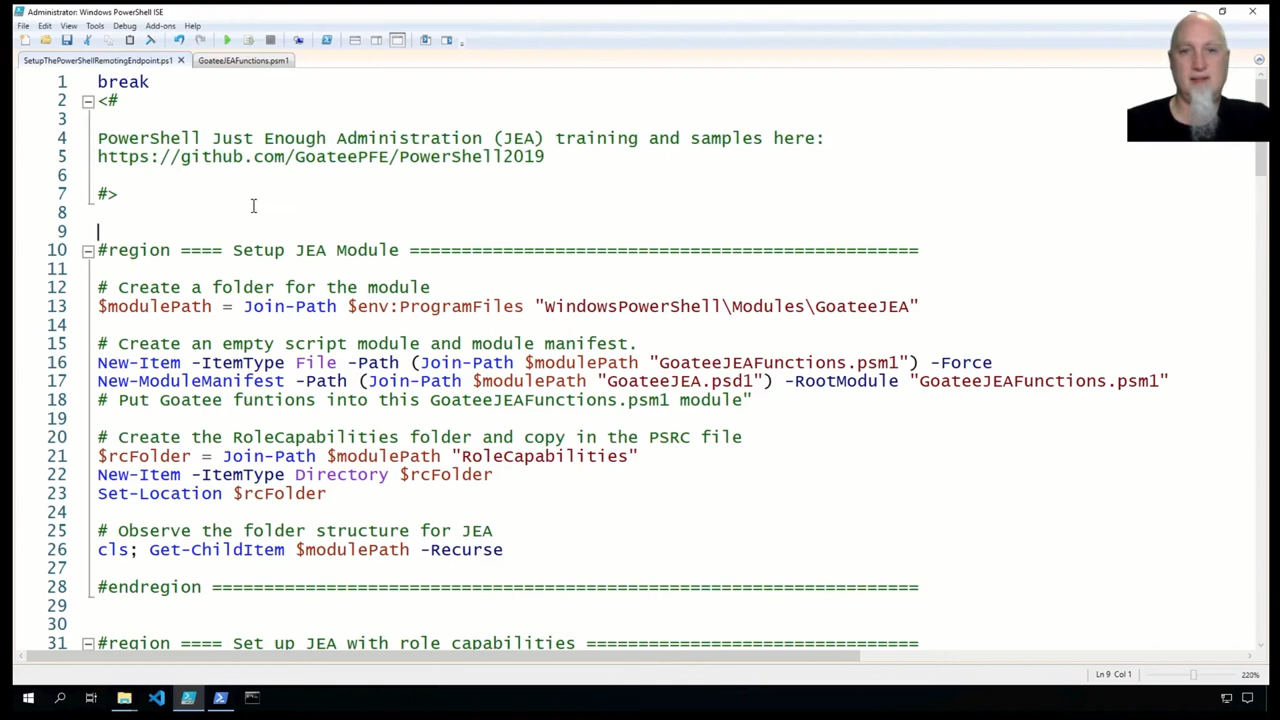 Administrator: Windows PowerShell ISE
File Edit View Tools Debug Add-ons Help
SetupThePowerShellRemotingEndpoint.ps1 GoateeJEAFunctions.psm1
1 break
2 <#
3
4 PowerShell Just Enough Administration (JEA) training and samples here:
5 https://github.com/GoateePFE/PowerShell2019
6
7 #>
8
9
10 #region ==== Setup JEA Module =================================================
11
12 # Create a folder for the module
13 $modulePath = Join-Path $env:ProgramFiles "WindowsPowerShell\Modules\GoateeJEA"
14
15 # Create an empty script module and module manifest.
16 New-Item -ItemType File -Path (Join-Path $modulePath "GoateeJEAFunctions.psm1") -Force
17 New-ModuleManifest -Path (Join-Path $modulePath "GoateeJEA.psd1") -RootModule "GoateeJEAFunctions.psm1"
18 # Put Goatee funtions into this GoateeJEAFunctions.psm1 module"
19
20 # Create the RoleCapabilities folder and copy in the PSRC file
21 $rcFolder = Join-Path $modulePath "RoleCapabilities"
22 New-Item -ItemType Directory $rcFolder
23 Set-Location $rcFolder
24
25 # Observe the folder structure for JEA
26 cls; Get-ChildItem $modulePath -Recurse
27
28 #endregion ====================================================================
29
30
31 #region ==== Set up JEA with role capabilities ================================
Ln 9 Col 1 220%